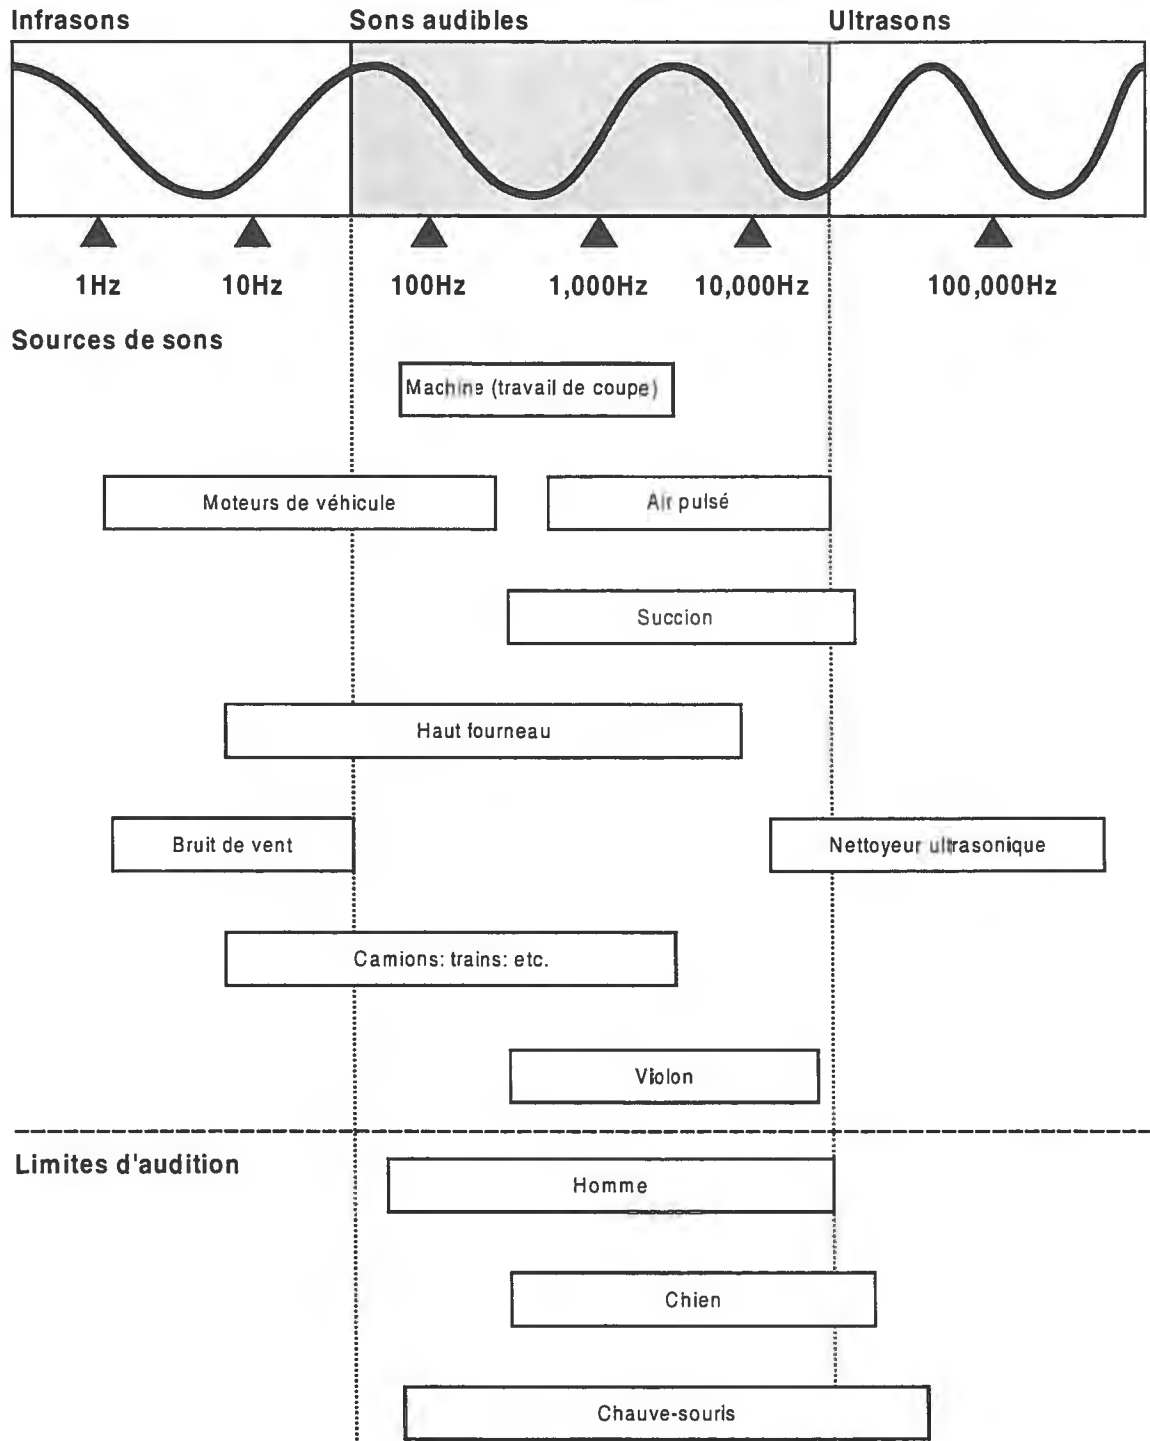 Infrasons Sons audibles Ultrasons
1Hz 10Hz 100Hz 1,000Hz 10,000Hz 100,000Hz
Sources de sons
Machine (travail de coupe)
Moteurs de véhicule Air pulsé
Succion
Haut fourneau
Bruit de vent Nettoyeur ultrasonique
Camions: trains: etc.
Violon
Limites d'audition
Homme
Chien
Chauve-souris